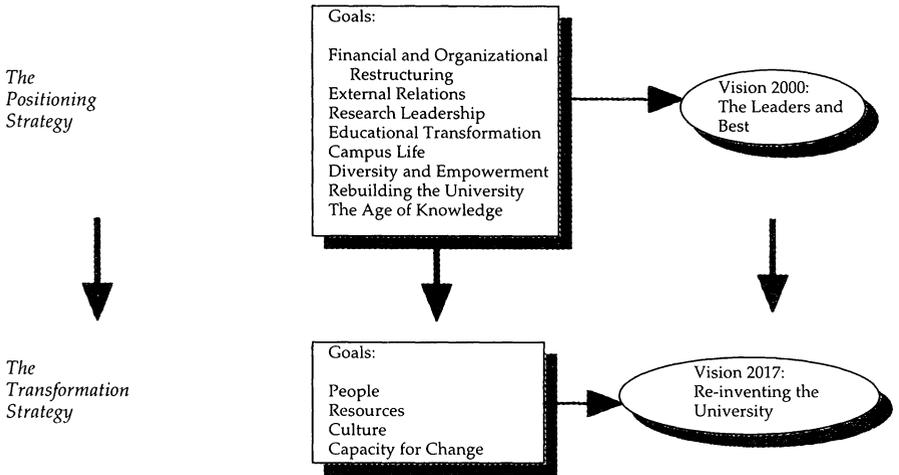 The
Positioning
Strategy
Goals:
Financial and Organizational
Restructuring
External Relations
Research Leadership
Educational Transformation
Campus Life
Diversity and Empowerment
Rebuilding the University
The Age of Knowledge
Vision 2000:
The Leaders and
Best
The
Transformation
Strategy
Goals:
People
Resources
Culture
Capacity for Change
Vision 2017:
Re-inventing the
University